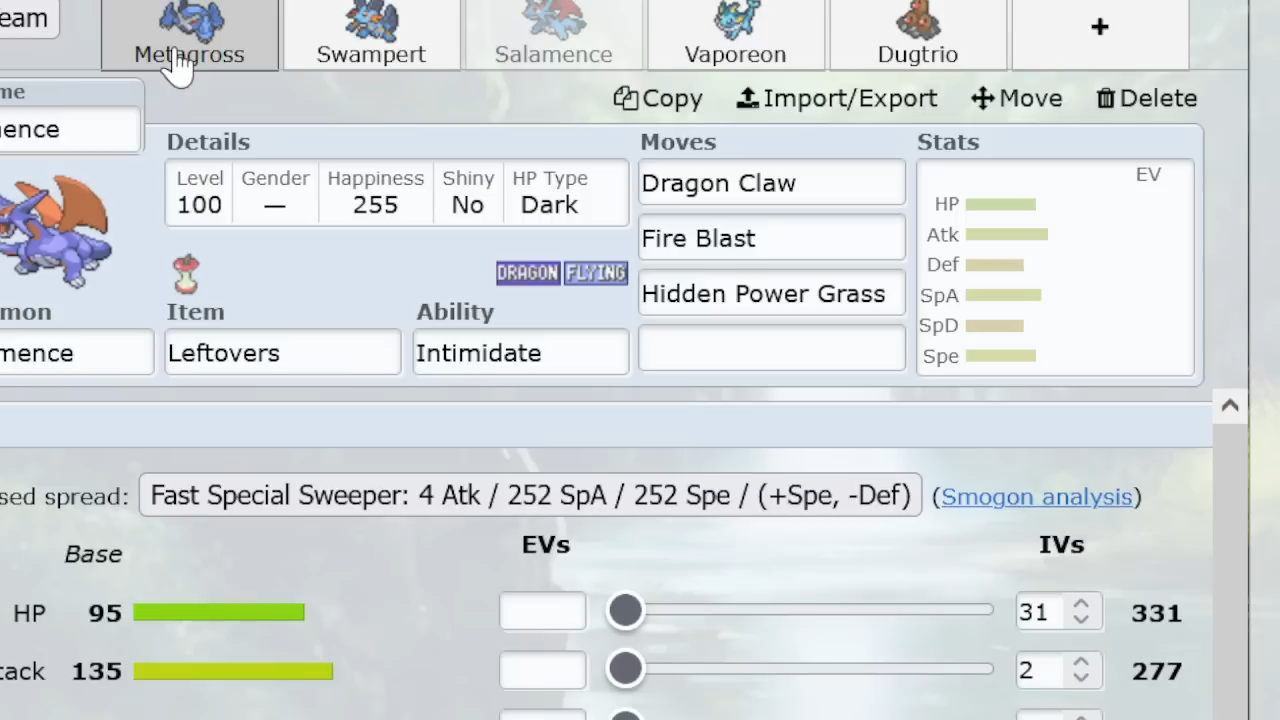 eam
Metagross Swampert Salamence Vaporeon Dugtrio +
Copy Import/Export Move Delete
me
ence
Details Moves Stats
Level Gender Happiness Shiny HP Type
100 — 255 No Dark
EV
Dragon Claw
HP
Fire Blast
Atk
Def
DRAGON FLYING
Hidden Power Grass
SpA
mon Item Ability
SpD
mence Leftovers Intimidate
Spe
sed spread: Fast Special Sweeper: 4 Atk / 252 SpA / 252 Spe / (+Spe, -Def) (Smogon analysis)
Base EVs IVs
HP 95 31 331
tack 135 2 277